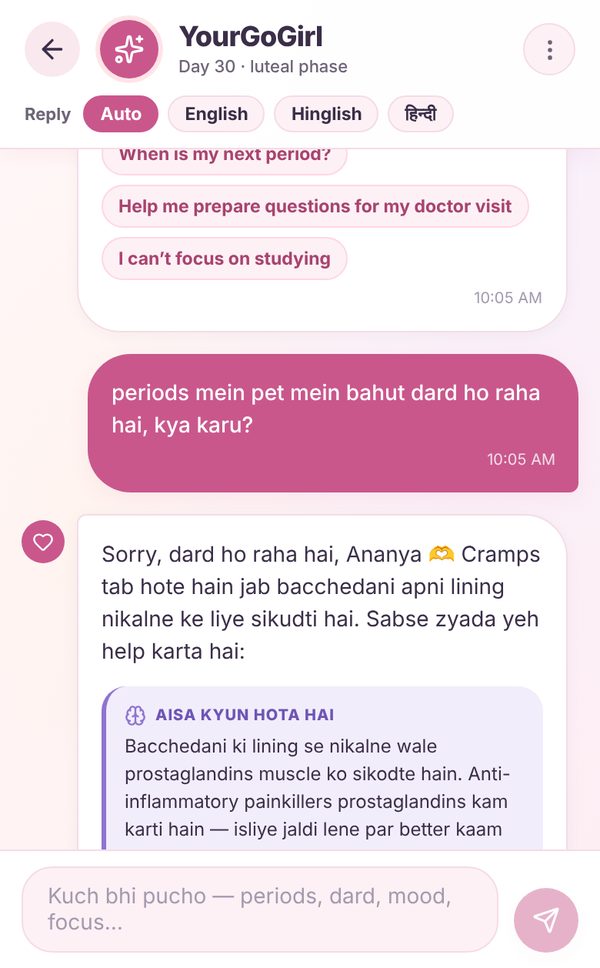 YourGoGirl
Day 30 · luteal phase
Reply
Auto
English
Hinglish
हिन्दी
When is my next period?
Help me prepare questions for my doctor visit
I can’t focus on studying
10:05 AM
periods mein pet mein bahut dard ho raha
hai, kya karu?
10:05 AM
Sorry, dard ho raha hai, Ananya 🫶 Cramps
tab hote hain jab bacchedani apni lining
nikalne ke liye sikudti hai. Sabse zyada yeh
help karta hai:
AISA KYUN HOTA HAI
Bacchedani ki lining se nikalne wale
prostaglandins muscle ko sikodte hain. Anti-
inflammatory painkillers prostaglandins kam
karti hain — isliye jaldi lene par better kaam
Kuch bhi pucho — periods, dard, mood,
focus...